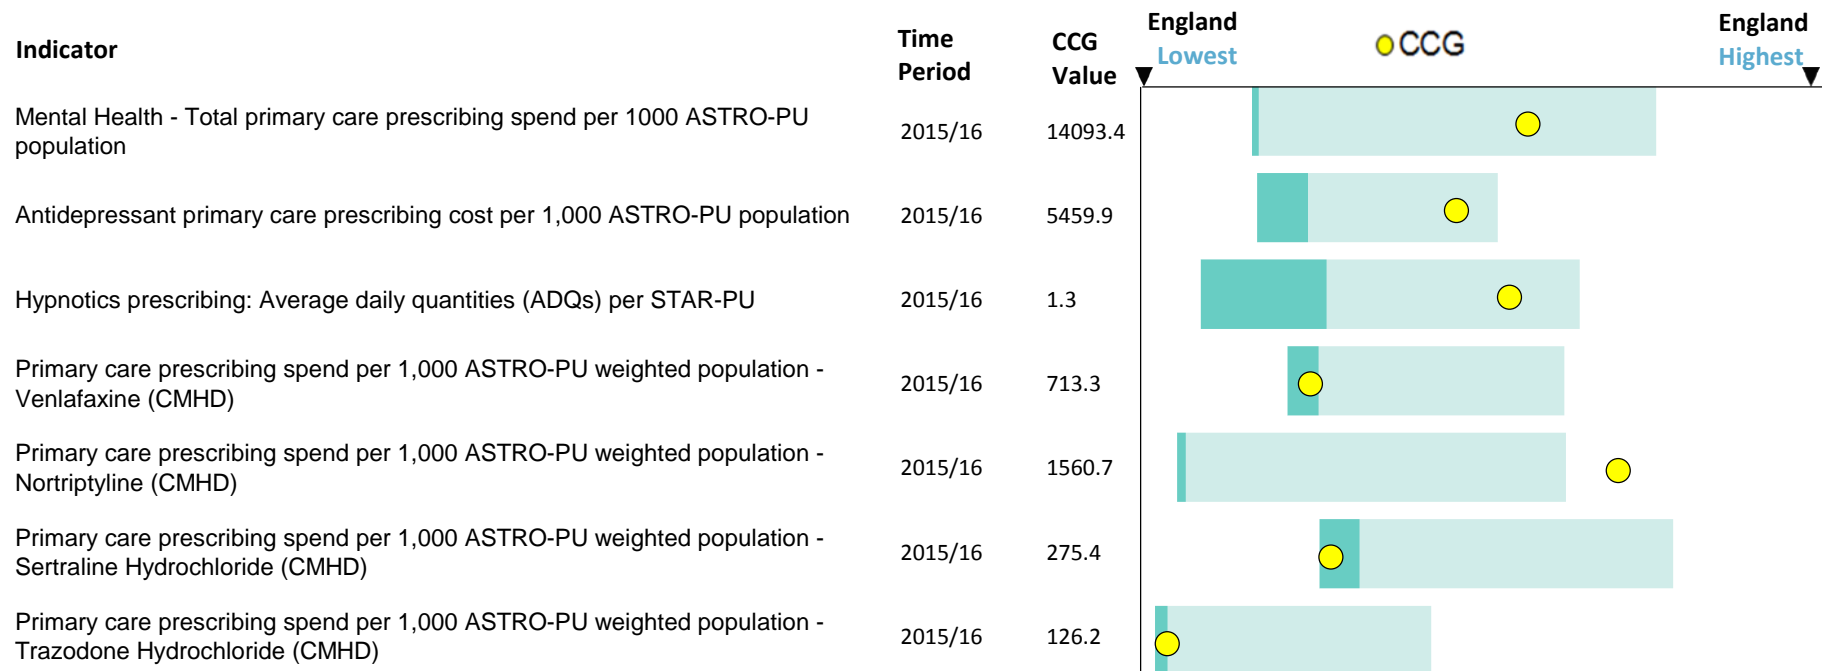 Indicator
Time
Period
CCG
Value
England
Lowest
CCG
England
Highest
Mental Health - Total primary care prescribing spend per 1000 ASTRO-PU
population
2015/16
14093.4
Antidepressant primary care prescribing cost per 1,000 ASTRO-PU population
2015/16
5459.9
Hypnotics prescribing: Average daily quantities (ADQs) per STAR-PU
2015/16
1.3
Primary care prescribing spend per 1,000 ASTRO-PU weighted population -
Venlafaxine (CMHD)
2015/16
713.3
Primary care prescribing spend per 1,000 ASTRO-PU weighted population -
Nortriptyline (CMHD)
2015/16
1560.7
Primary care prescribing spend per 1,000 ASTRO-PU weighted population -
Sertraline Hydrochloride (CMHD)
2015/16
275.4
Primary care prescribing spend per 1,000 ASTRO-PU weighted population -
Trazodone Hydrochloride (CMHD)
2015/16
126.2